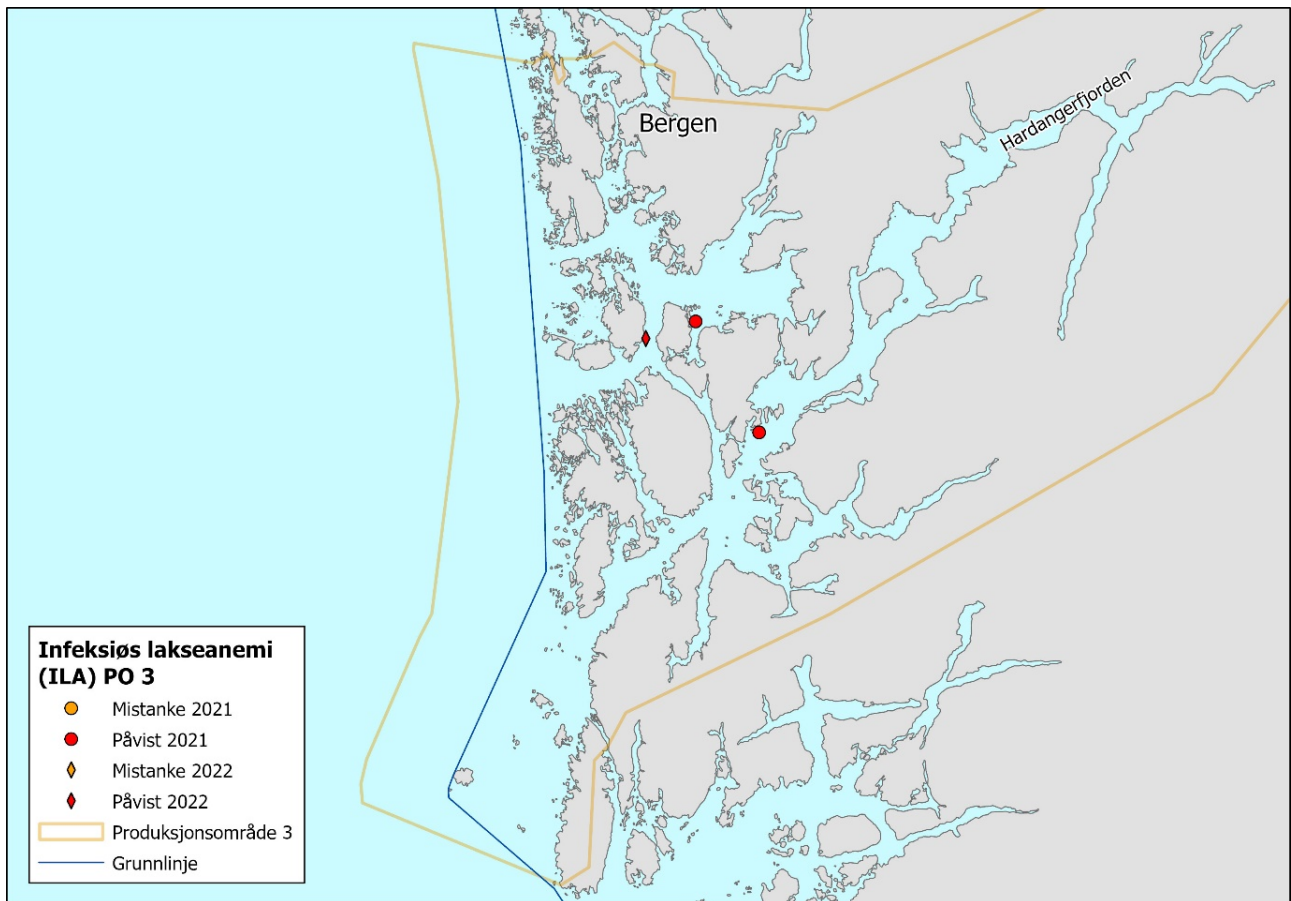 Bergen
Hardangerfjorden
Infeksiøs lakseanemi
(ILA) PO 3
Mistanke 2021
Påvist 2021
Mistanke 2022
Påvist 2022
Produksjonsområde 3
Grunnlinje